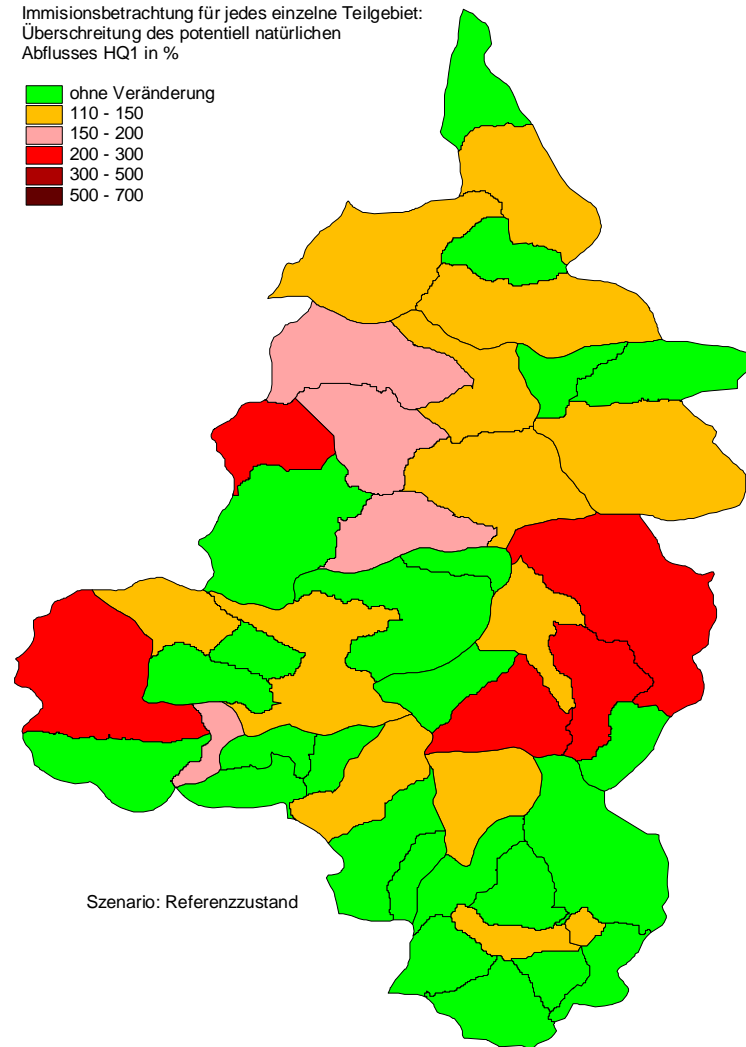 Immisionsbetrachtung für jedes einzelne Teilgebiet:
Überschreitung des potentiell natürlichen
Abflusses HQ1 in %
ohne Veränderung
110 - 150
150 - 200
200 - 300
300 - 500
500 - 700
Szenario: Referenzzustand